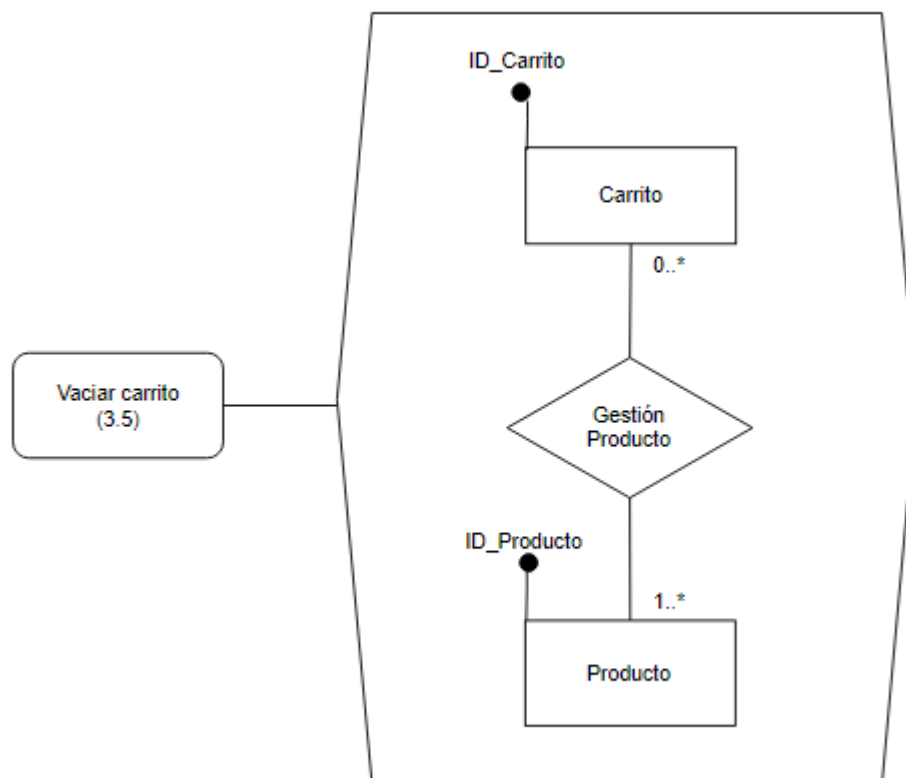 ID_Carrito
Carrito
0..*
Vaciar carrito
(3.5)
Gestión
Producto
ID_Producto
1..*
Producto